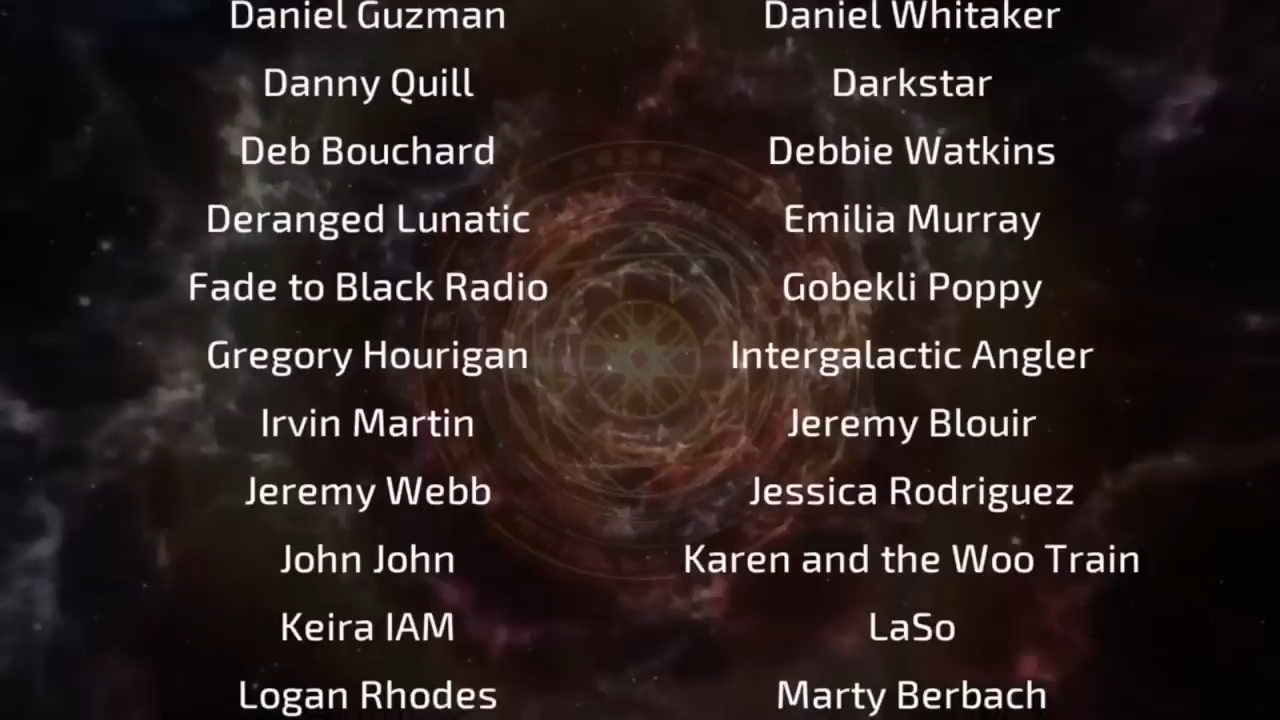 Daniel Guzman Daniel Whitaker
Danny Quill Darkstar
Deb Bouchard Debbie Watkins
Deranged Lunatic Emilia Murray
Fade to Black Radio Gobekli Poppy
Gregory Hourigan Intergalactic Angler
Irvin Martin Jeremy Blouir
Jeremy Webb Jessica Rodriguez
John John Karen and the Woo Train
Keira IAM LaSo
Logan Rhodes Marty Berbach